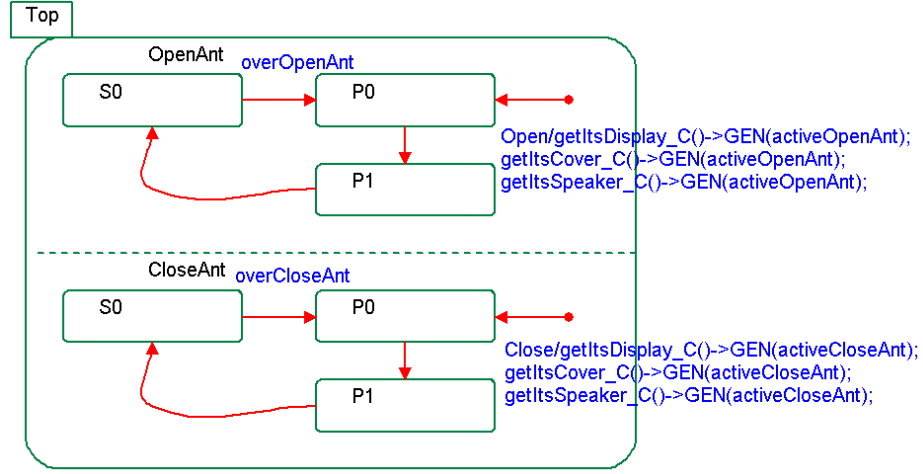 Top
OpenAnt
overOpenAnt
S0
P0
Open/getItsDisplay_C()->GEN(activeOpenAnt);
getItsCover_C()->GEN(activeOpenAnt);
getItsSpeaker_C()->GEN(activeOpenAnt);
P1
CloseAnt
overCloseAnt
S0
P0
Close/getItsDisplay_C()->GEN(activeCloseAnt);
getItsCover_C()->GEN(activeCloseAnt);
getItsSpeaker_C()->GEN(activeCloseAnt);
P1